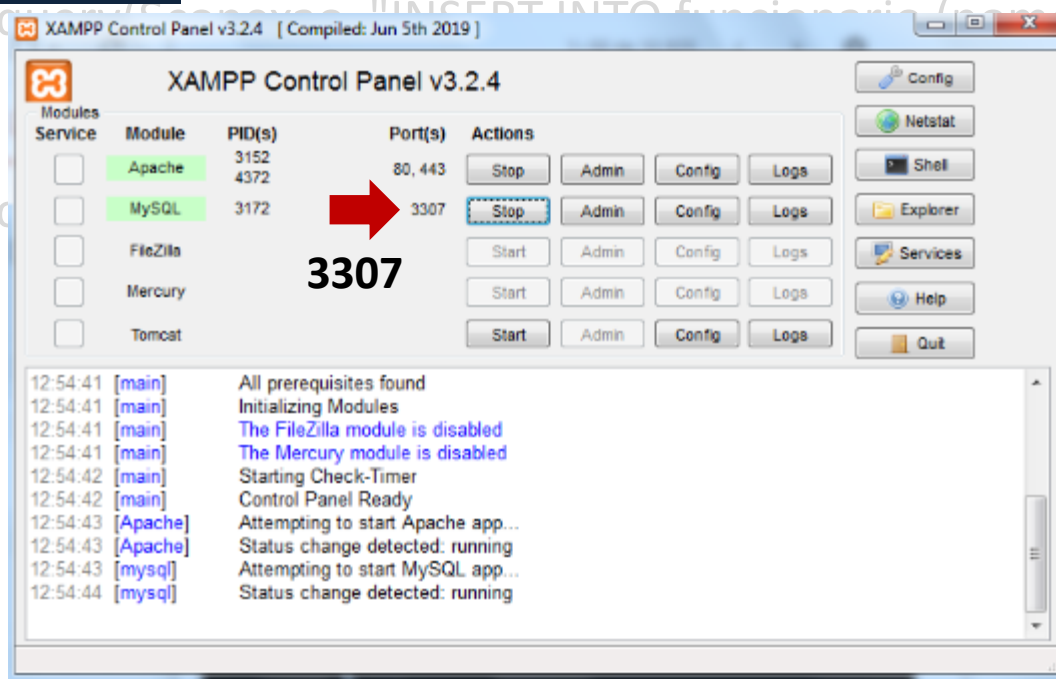 "INSERT INTO funcionario (nom
XAMPP Control Panel v3.2.4 [ Compiled: Jun 5th 2019 ]
XAMPP Control Panel v3.2.4
Config
Modules
Service Module PID(s) Port(s) Actions
Netstat
Apache 3152 4372 80, 443 Stop Admin Config Logs
Shell
MySQL 3172 3307 Stop Admin Config Logs
Explorer
FileZilla Start Admin Config Logs
Services
3307
Mercury Start Admin Config Logs
Help
Tomcat Start Admin Config Logs
Quit
12:54:41 [main] All prerequisites found
12:54:41 [main] Initializing Modules
12:54:41 [main] The FileZilla module is disabled
12:54:41 [main] The Mercury module is disabled
12:54:42 [main] Starting Check-Timer
12:54:42 [main] Control Panel Ready
12:54:43 [Apache] Attempting to start Apache app...
12:54:43 [Apache] Status change detected: running
12:54:43 [mysql] Attempting to start MySQL app...
12:54:44 [mysql] Status change detected: running